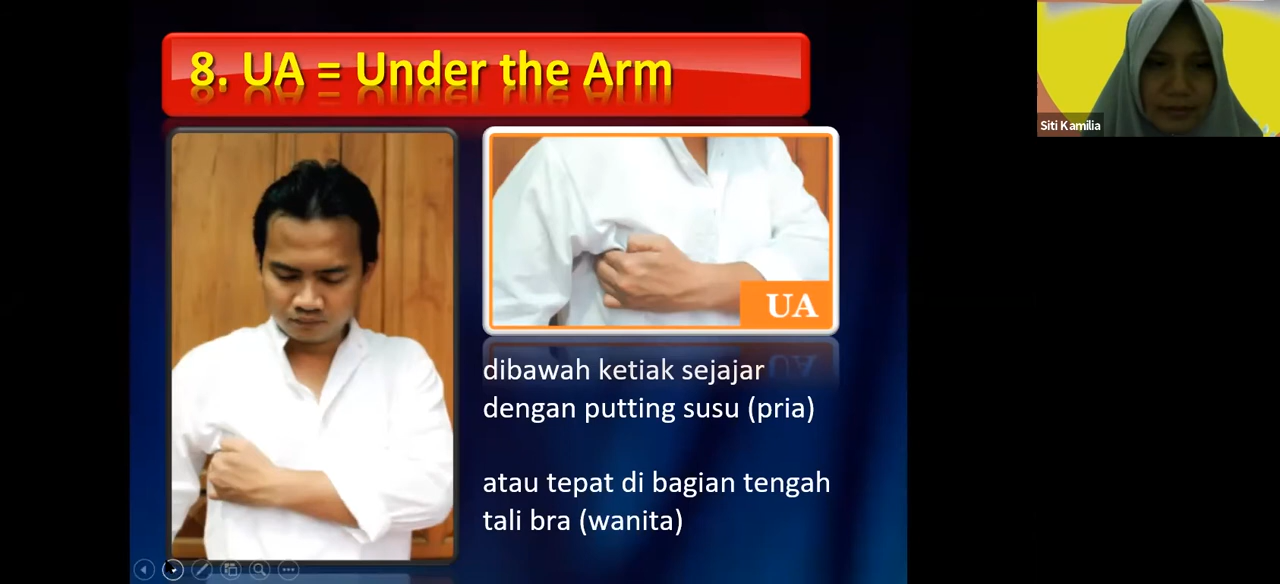 8. UA = Under the Arm
Siti Kamilia
UA
dibawah ketiak sejajar
dengan putting susu (pria)
atau tepat di bagian tengah
tali bra (wanita)